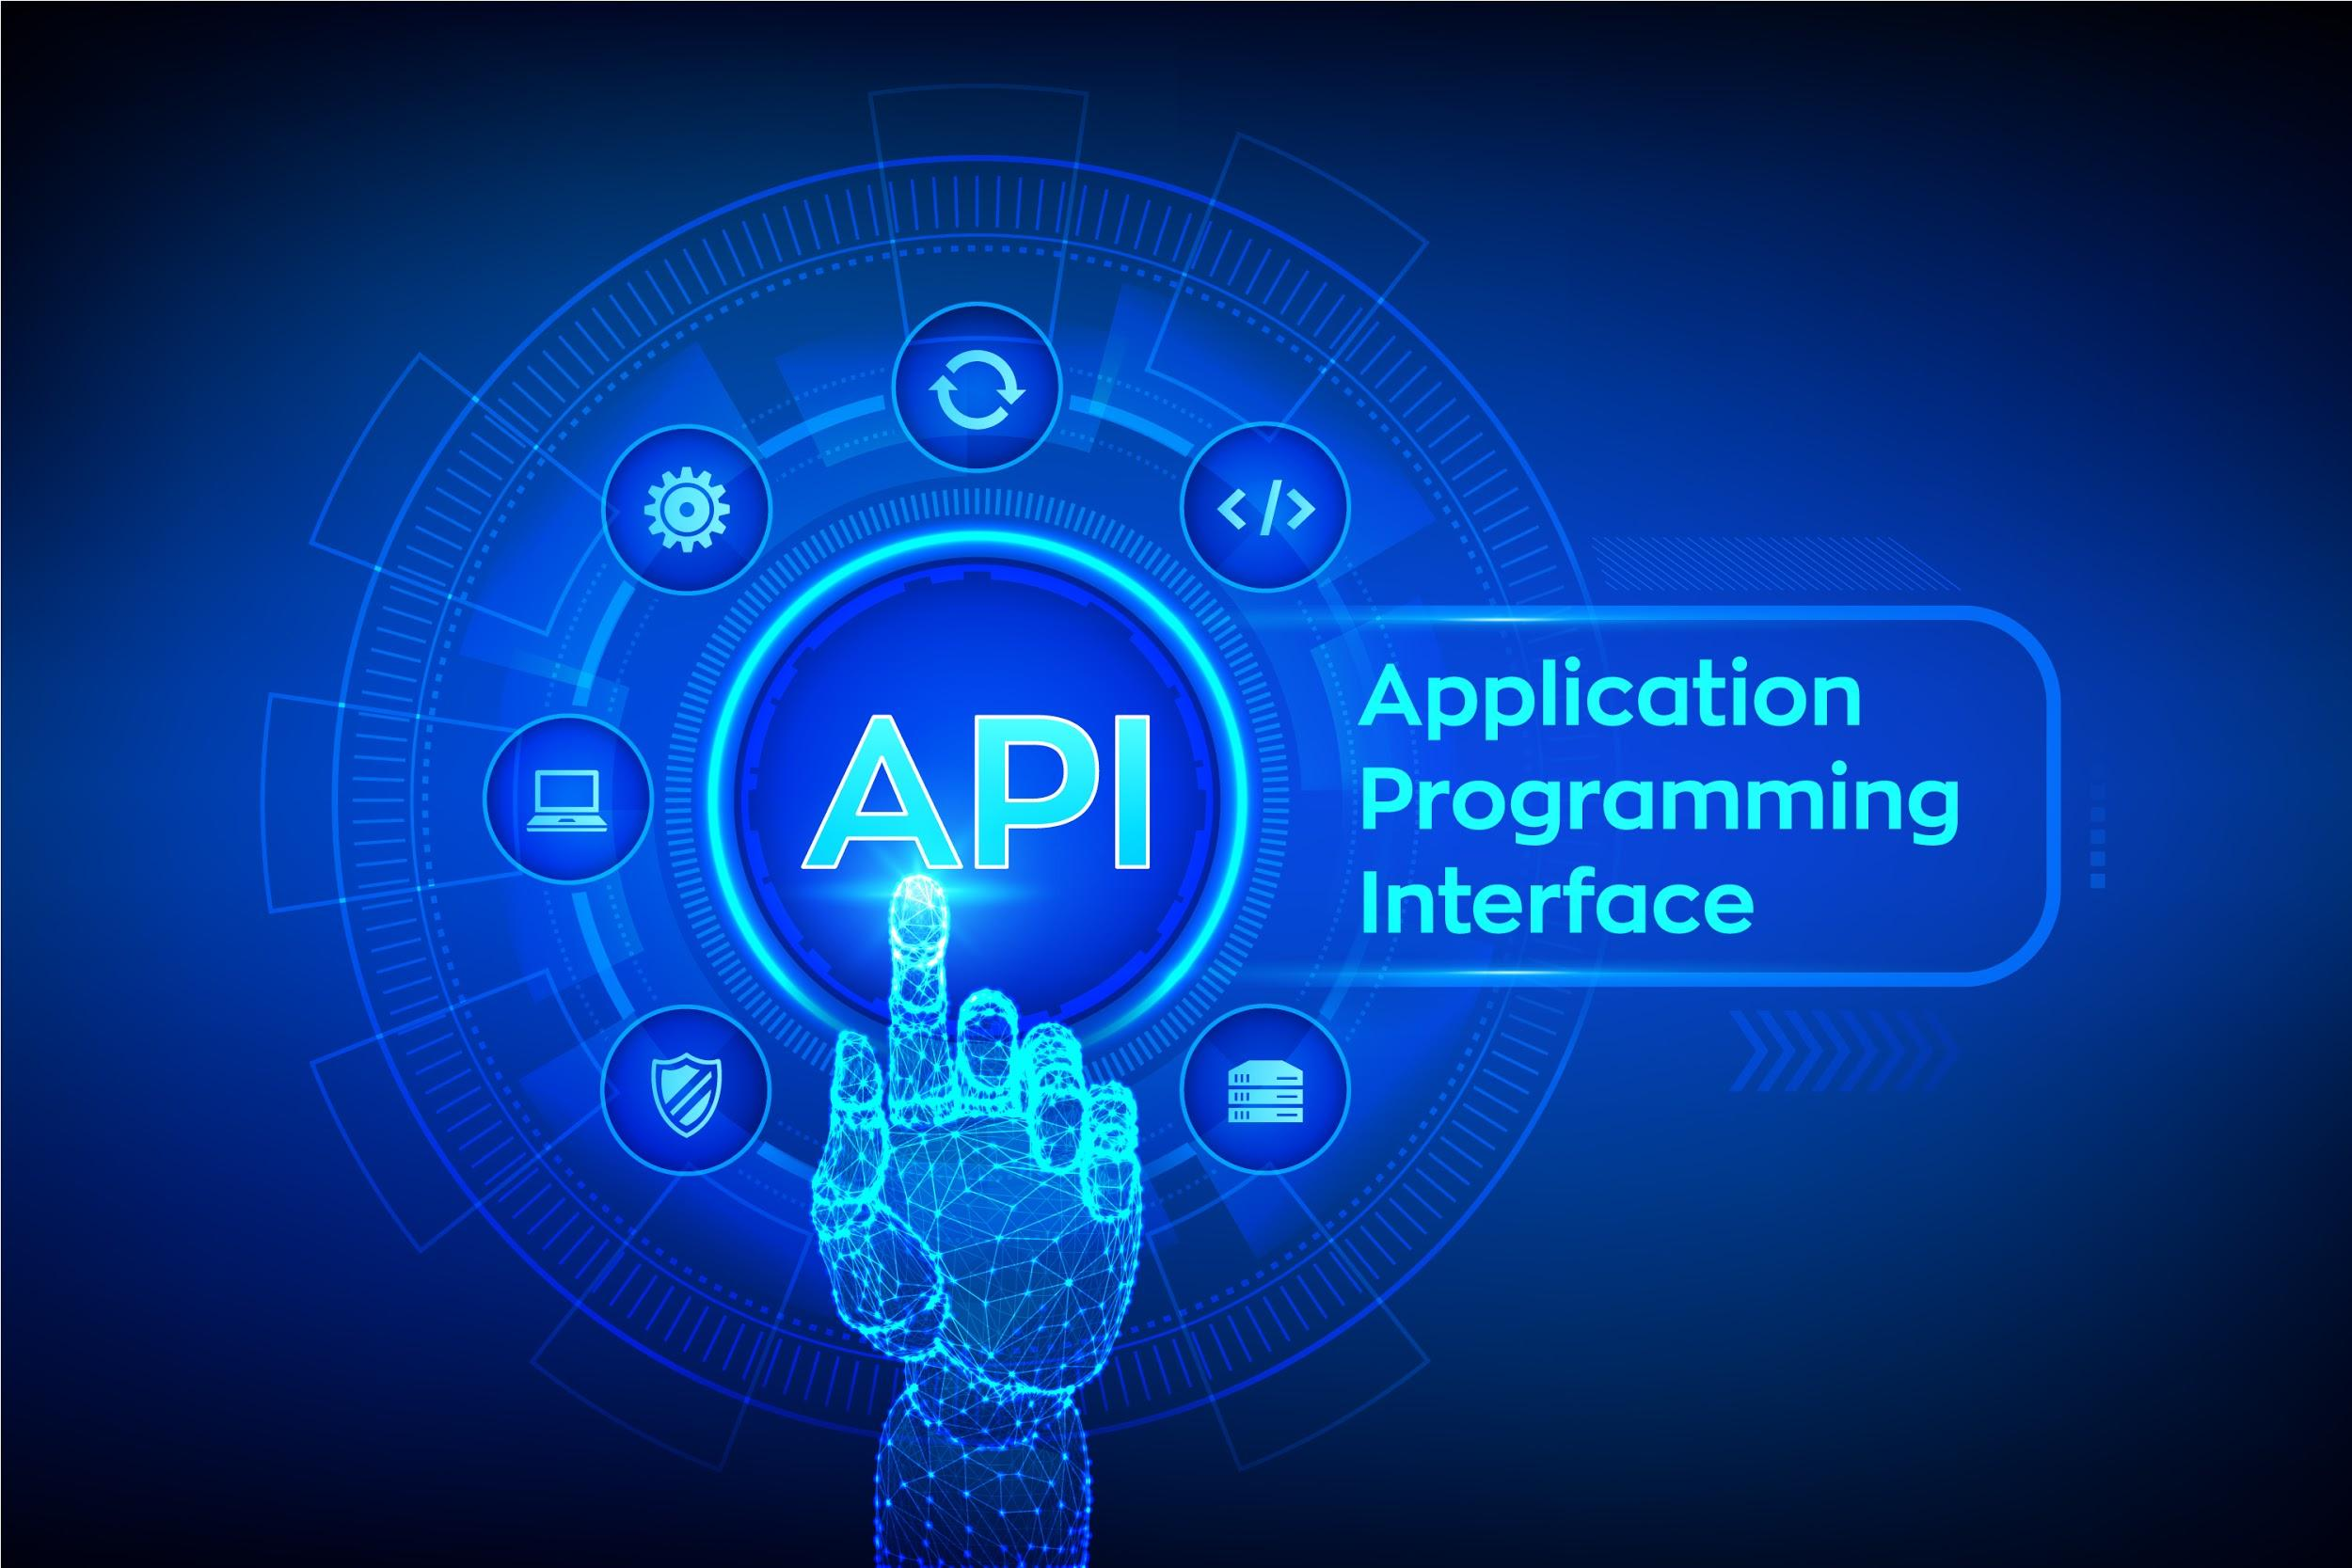 API
Application
Programming
Interface